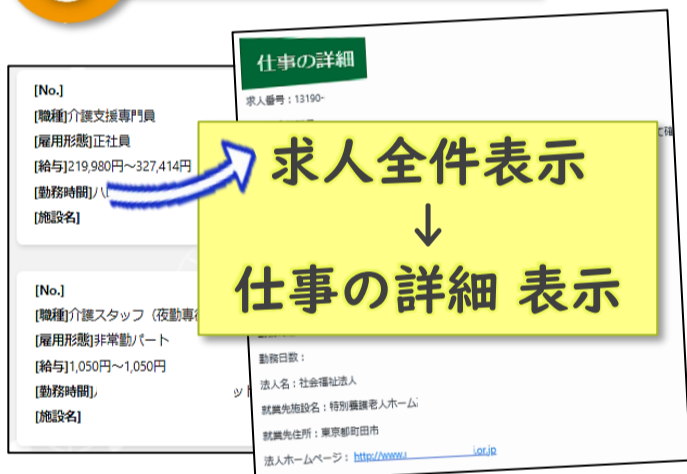 [No.]
[職種]介護支援専門員
[雇用形態]正社員
[給与]219,980円～327,414円
[勤務時間]
[施設名]
[No.]
[職種]介護スタッフ（夜勤専
[雇用形態]非常勤パート
[給与]1,050円～1,050円
[勤務時間]
[施設名]
仕事の詳細
求人番号：13190-
求人全件表示
↓
仕事の詳細 表示
勤務日数：
法人名：社会福祉法人
就業先施設名：特別養護老人ホーム
就業先住所：東京都町田市
法人ホームページ： http://www. .or.jp